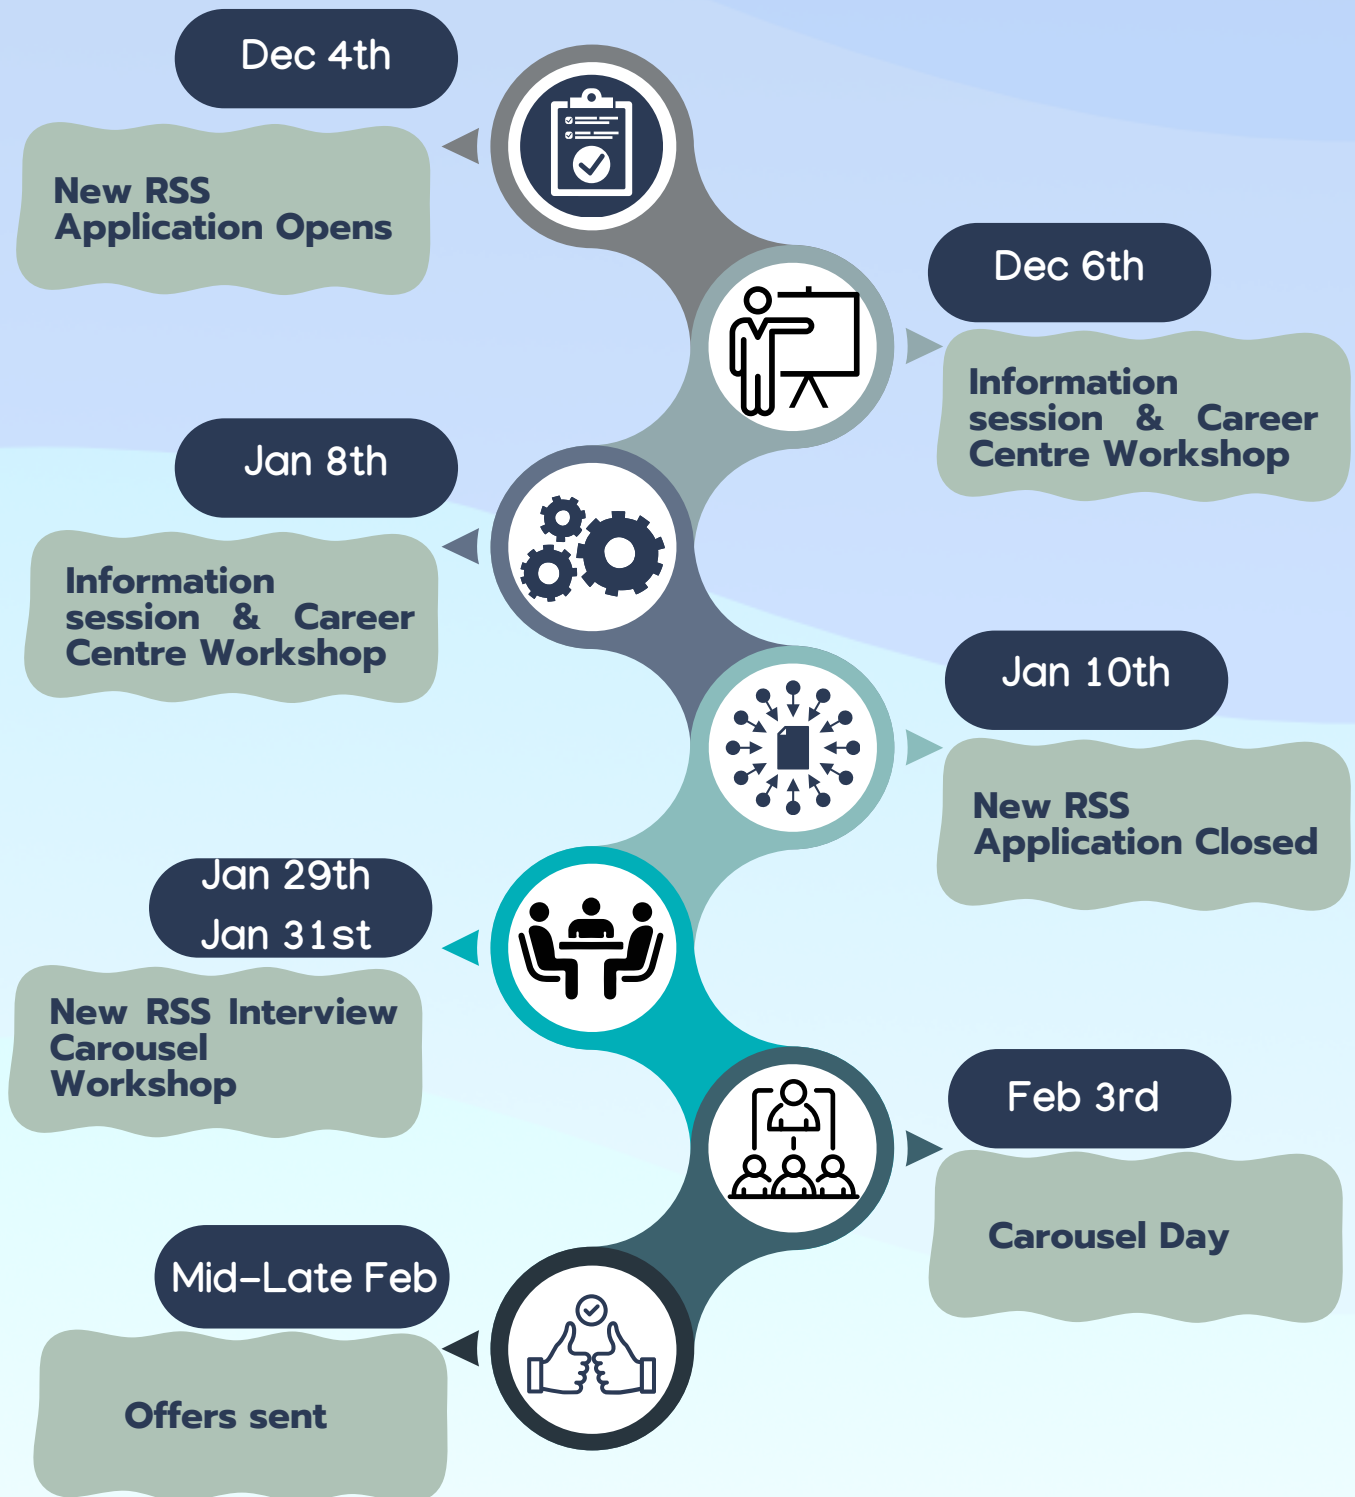 Dec 4th
New RSS
Application Opens
Dec 6th
Information
session & Career
Centre Workshop
Jan 8th
Information
session & Career
Centre Workshop
Jan 10th
New RSS
Application Closed
Jan 29th
Jan 31st
New RSS Interview
Carousel
Workshop
Feb 3rd
Carousel Day
Mid-Late Feb
Offers sent